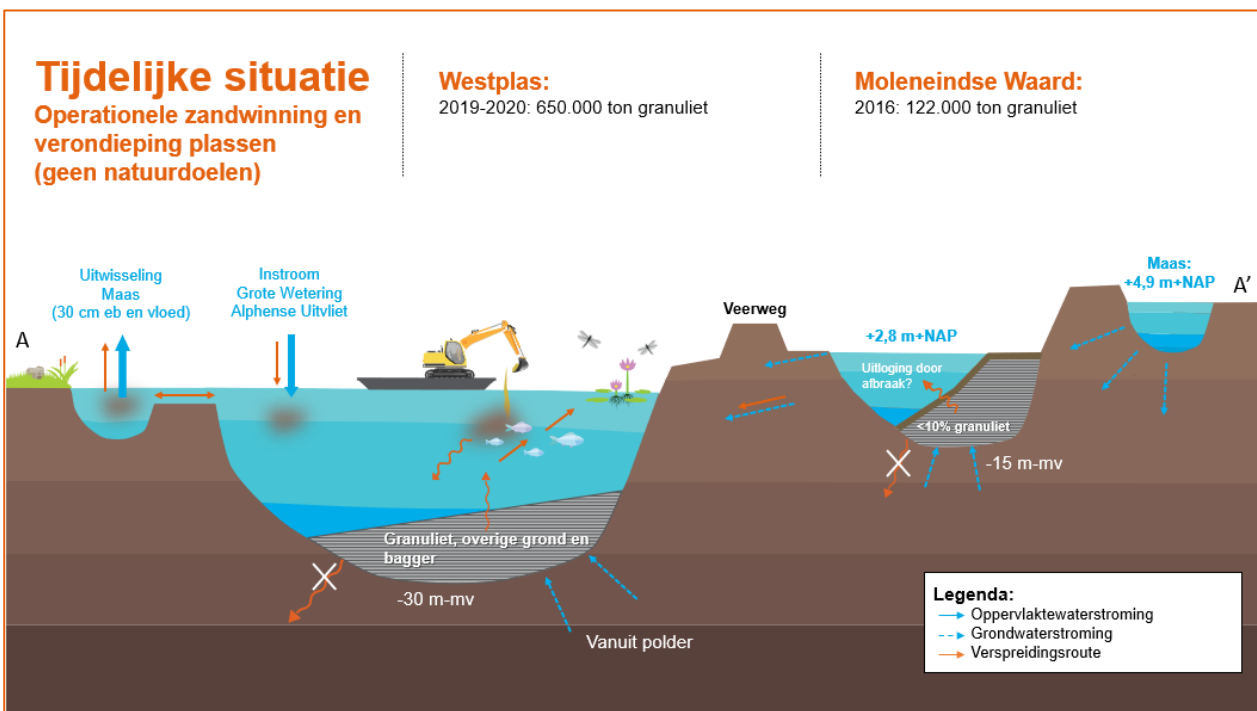 Tijdelijke situatie
Operationele zandwinning en
verondieping plassen
(geen natuurdoelen)
Westplas:
2019-2020: 650.000 ton granuliet
Moleneindse Waard:
2016: 122.000 ton granuliet
A
Uitwisseling
Maas
(30 cm eb en vloed)
Instroom
Grote Wetering
Alphense Uitvliet
Veerweg
+2,8 m+NAP
Maas:
+4,9 m+NAP
A'
Uitloging door
afbraak?
<10% granuliet
-15 m-mv
Granuliet, overige grond en
bagger
-30 m-mv
Vanuit polder
Legenda:
Oppervlaktewaterstroming
Grondwaterstroming
Verspreidingsroute